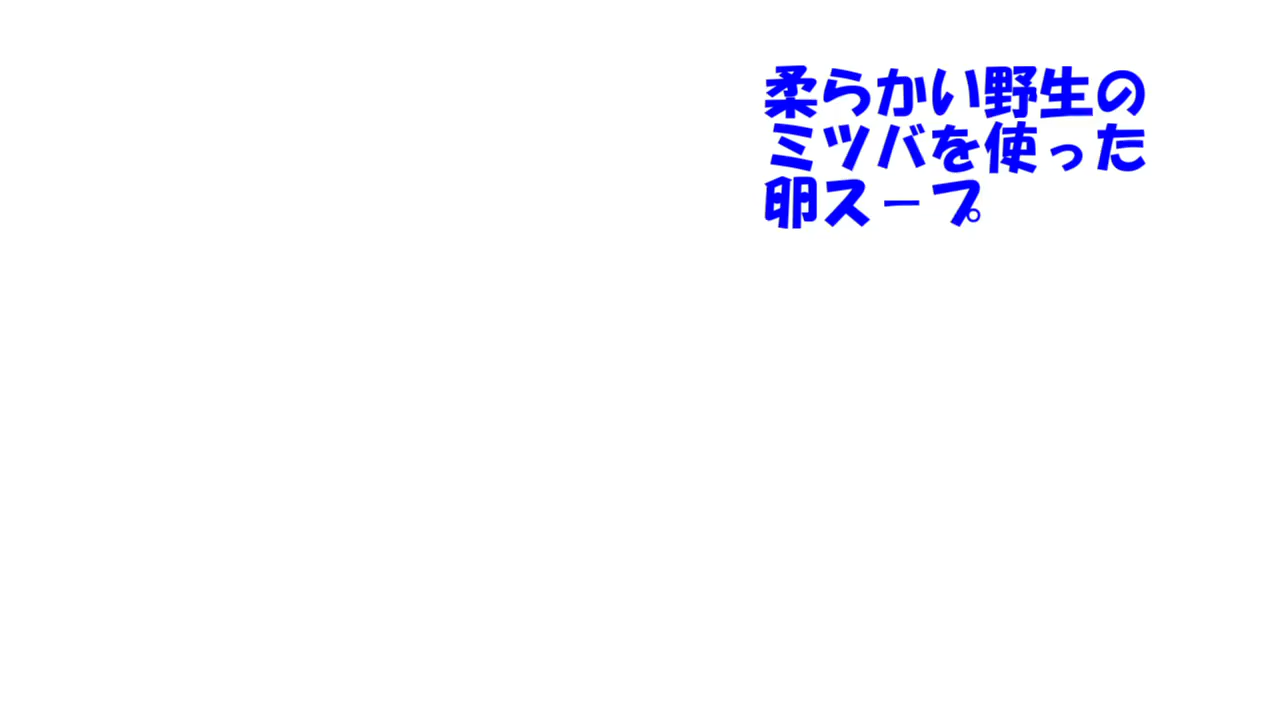 柔らかい野生の
ミツバを使った
卵スープ